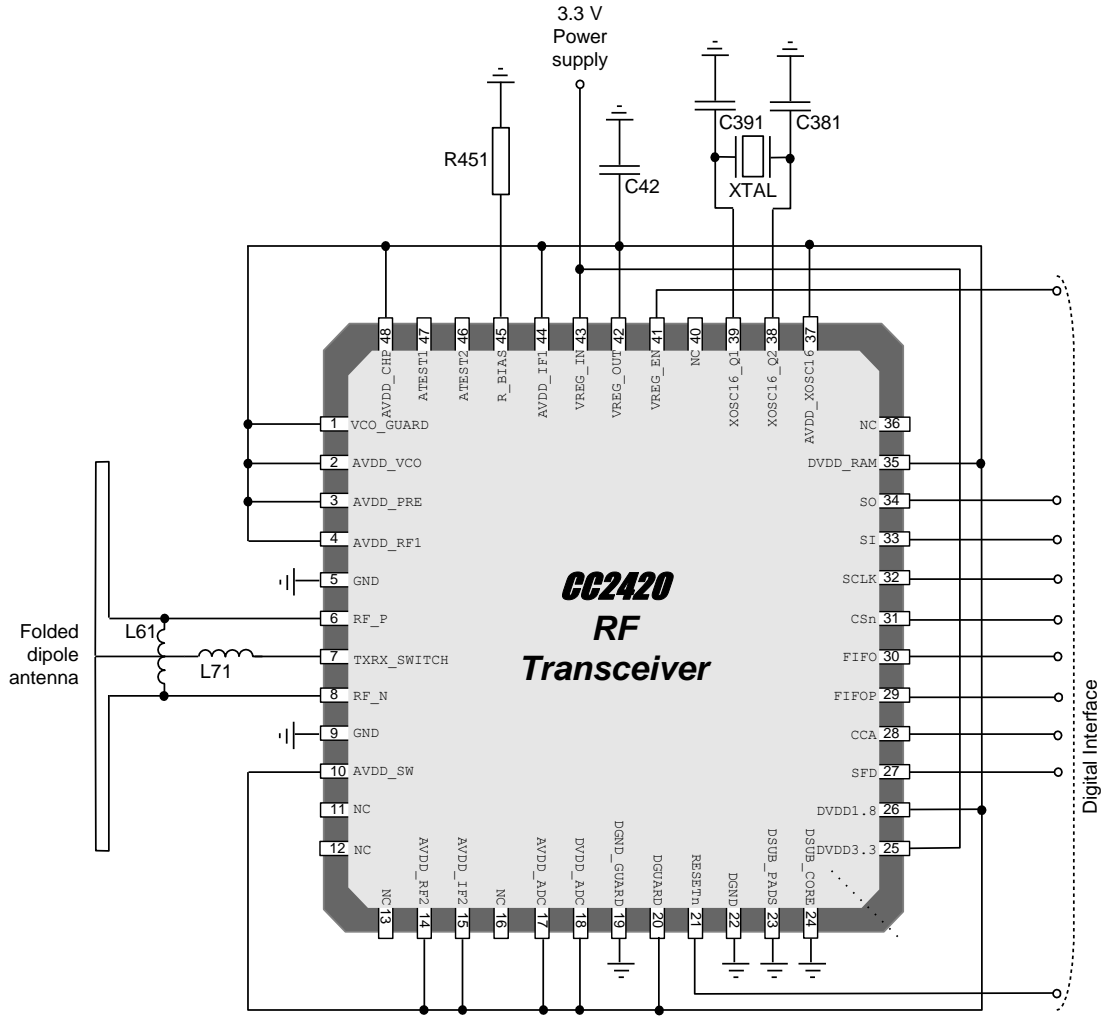 3.3 V
Power
supply
R451
C42
C391
C381
XTAL
48
47
46
45
44
43
42
41
40
39
38
37
AVDD_CHP
ATEST1
ATEST2
R_BIAS
AVDD_IF1
VREG_IN
VREG_OUT
VREG_EN
NC
XOSC16_Q1
XOSC16_Q2
AVDD_XOSC16
1 VCO_GUARD
2 AVDD_VCO
3 AVDD_PRE
4 AVDD_RF1
5 GND
6 RF_P
7 TXRX_SWITCH
8 RF_N
9 GND
10 AVDD_SW
11 NC
12 NC
Folded
dipole
antenna
L61
L71
CC2420
RF
Transceiver
NC 36
DVDD_RAM 35
SO 34
SI 33
SCLK 32
CSn 31
FIFO 30
FIFOP 29
CCA 28
SFD 27
DVDD1.8 26
DVDD3.3 25
Digital Interface
NC
AVDD_RF2
AVDD_IF2
NC
AVDD_ADC
DVDD_ADC
DGND_GUARD
DGUARD
RESETn
DGND
DSUB_PADS
DSUB_CORE
13
14
15
16
17
18
19
20
21
22
23
24